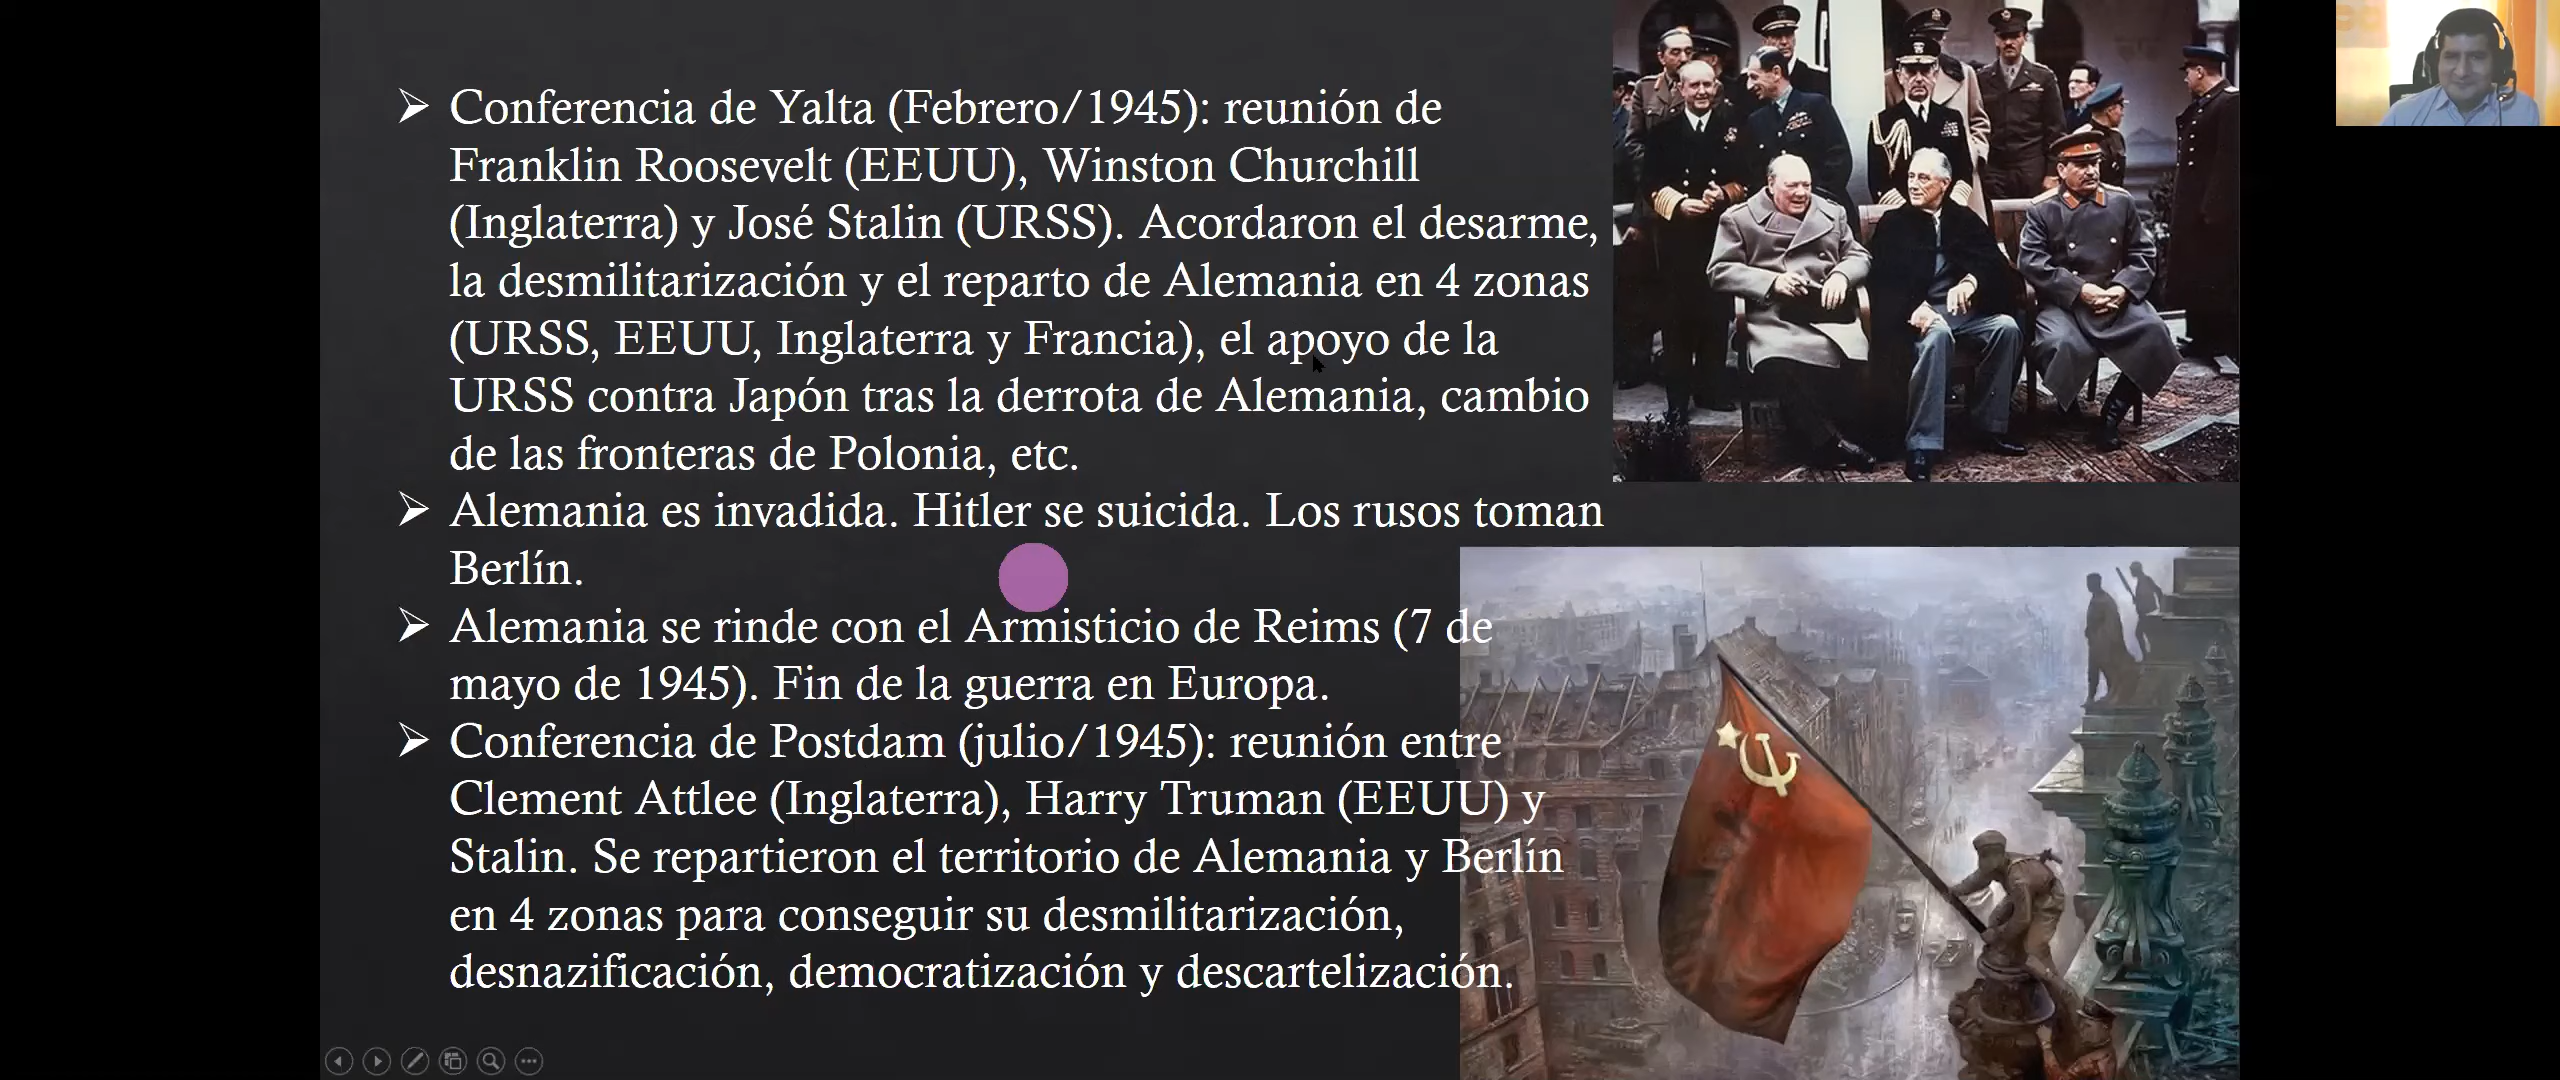 Conferencia de Yalta (Febrero/1945): reunión de
Franklin Roosevelt (EEUU), Winston Churchill
(Inglaterra) y José Stalin (URSS). Acordaron el desarme,
la desmilitarización y el reparto de Alemania en 4 zonas
(URSS, EEUU, Inglaterra y Francia), el apoyo de la
URSS contra Japón tras la derrota de Alemania, cambio
de las fronteras de Polonia, etc.
Alemania es invadida. Hitler se suicida. Los rusos toman
Berlín.
Alemania se rinde con el Armisticio de Reims (7 de
mayo de 1945). Fin de la guerra en Europa.
Conferencia de Postdam (julio/1945): reunión entre
Clement Attlee (Inglaterra), Harry Truman (EEUU) y
Stalin. Se repartieron el territorio de Alemania y Berlín
en 4 zonas para conseguir su desmilitarización,
desnazificación, democratización y descartelización.